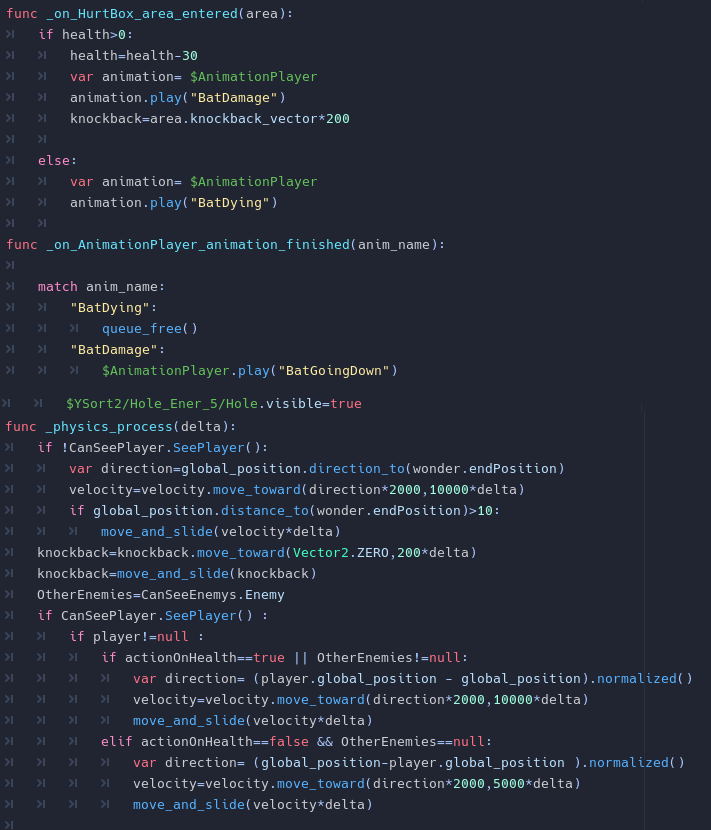 func _on_HurtBox_area_entered(area):
if health>0:
health=health-30
var animation= $AnimationPlayer
animation.play("BatDamage")
knockback=area.knockback_vector*200
else:
var animation= $AnimationPlayer
animation.play("BatDying")
func _on_AnimationPlayer_animation_finished(anim_name):
match anim_name:
"BatDying":
queue_free()
"BatDamage":
$AnimationPlayer.play("BatGoingDown")
$YSort2/Hole_Ener_5/Hole.visible=true
func _physics_process(delta):
if !CanSeePlayer.SeePlayer():
var direction=global_position.direction_to(wonder.endPosition)
velocity=velocity.move_toward(direction*2000,10000*delta)
if global_position.distance_to(wonder.endPosition)>10:
move_and_slide(velocity*delta)
knockback=knockback.move_toward(Vector2.ZERO,200*delta)
knockback=move_and_slide(knockback)
OtherEnemies=CanSeeEnemys.Enemy
if CanSeePlayer.SeePlayer() :
if player!=null :
if actionOnHealth==true || OtherEnemies!=null:
var direction= (player.global_position - global_position).normalized()
velocity=velocity.move_toward(direction*2000,10000*delta)
move_and_slide(velocity*delta)
elif actionOnHealth==false && OtherEnemies==null:
var direction= (global_position-player.global_position ).normalized()
velocity=velocity.move_toward(direction*2000,5000*delta)
move_and_slide(velocity*delta)